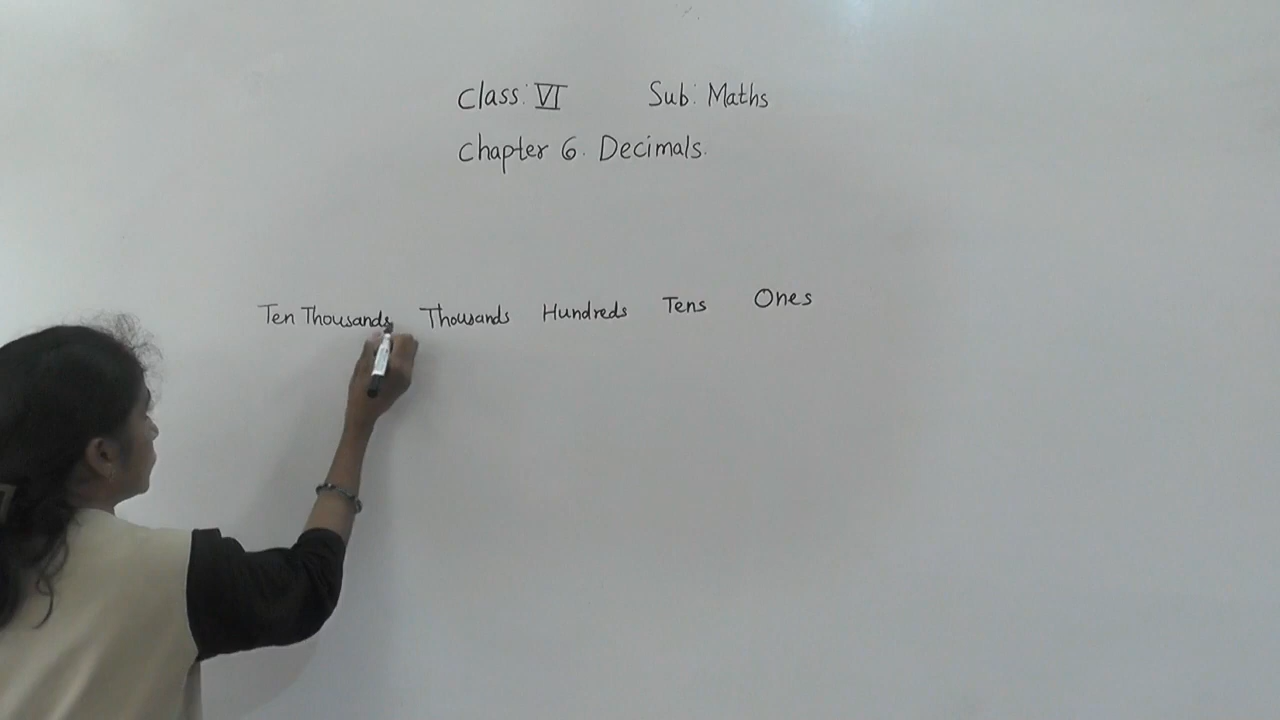 Class: VI Sub: Maths
Chapter 6. Decimals.
Ten Thousands Thousands Hundreds Tens Ones